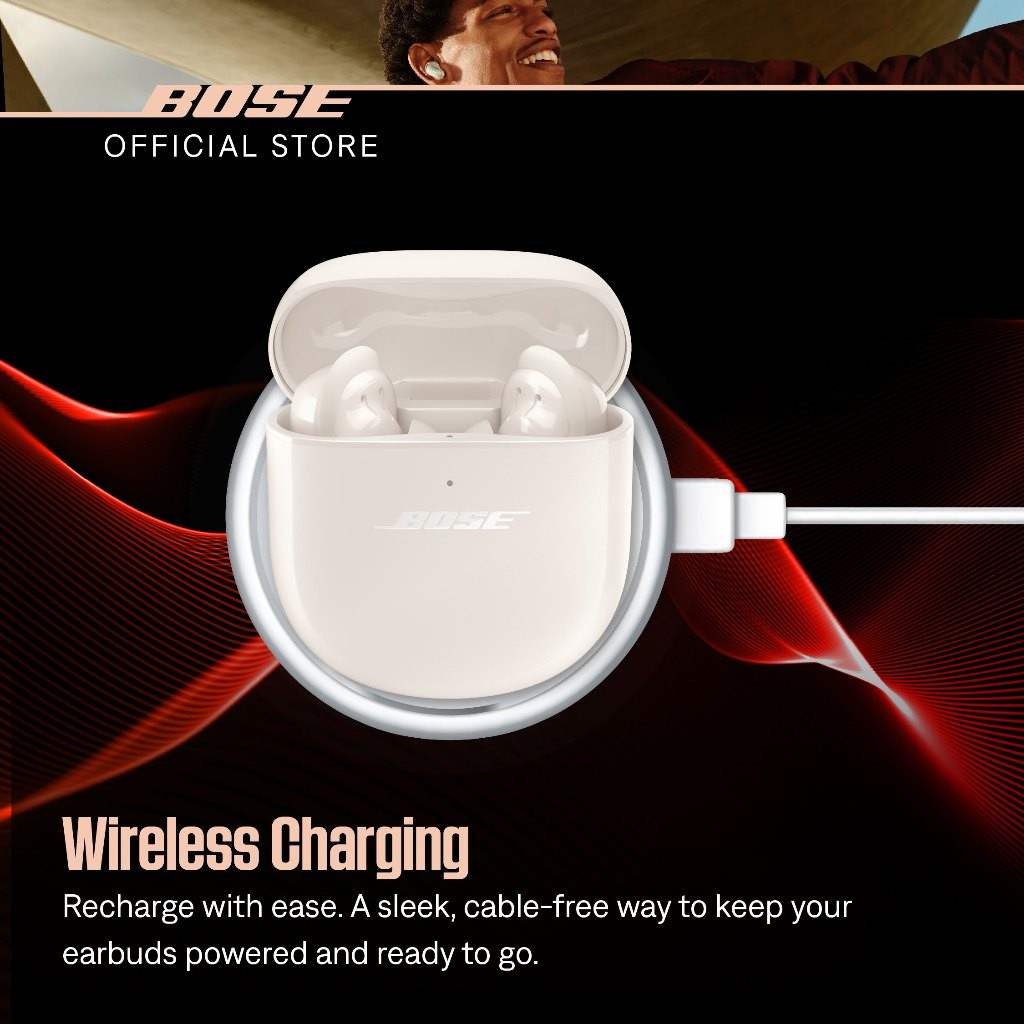 BOSE
OFFICIAL STORE
BOSE
Wireless Charging
Recharge with ease. A sleek, cable-free way to keep your
earbuds powered and ready to go.